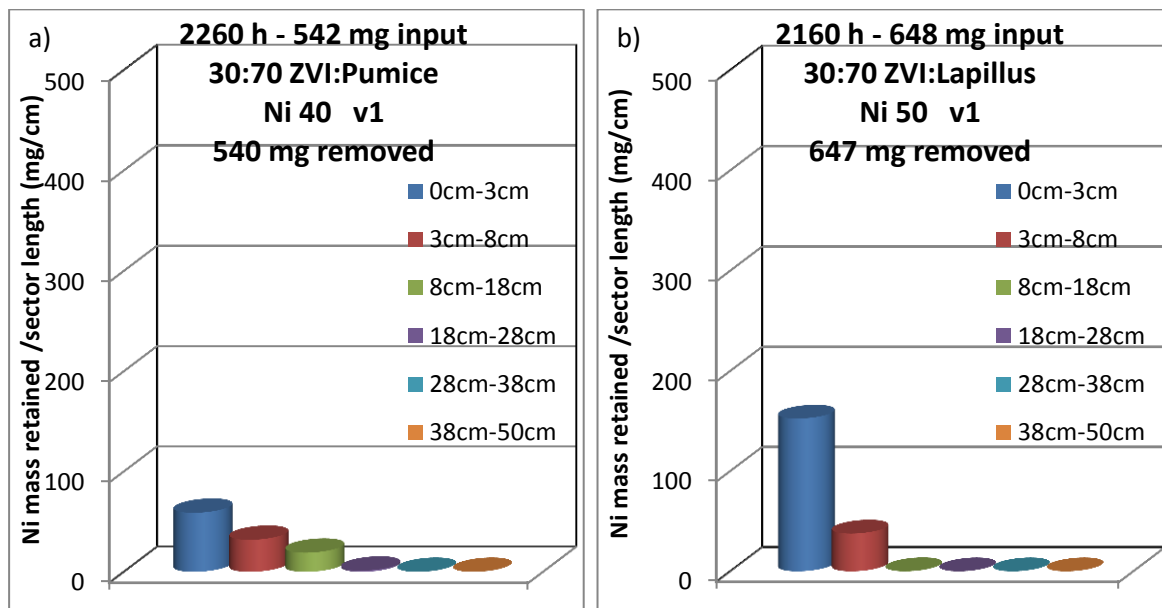 a)
2260 h - 542 mg input
30:70 ZVI:Pumice
Ni 40 v1
540 mg removed
Ni mass retained /sector length (mg/cm)
500
400
300
200
100
0
0cm-3cm
3cm-8cm
8cm-18cm
18cm-28cm
28cm-38cm
38cm-50cm
b)
2160 h - 648 mg input
30:70 ZVI:Lapillus
Ni 50 v1
647 mg removed
Ni mass retained /sector length (mg/cm)
500
400
300
200
100
0
0cm-3cm
3cm-8cm
8cm-18cm
18cm-28cm
28cm-38cm
38cm-50cm